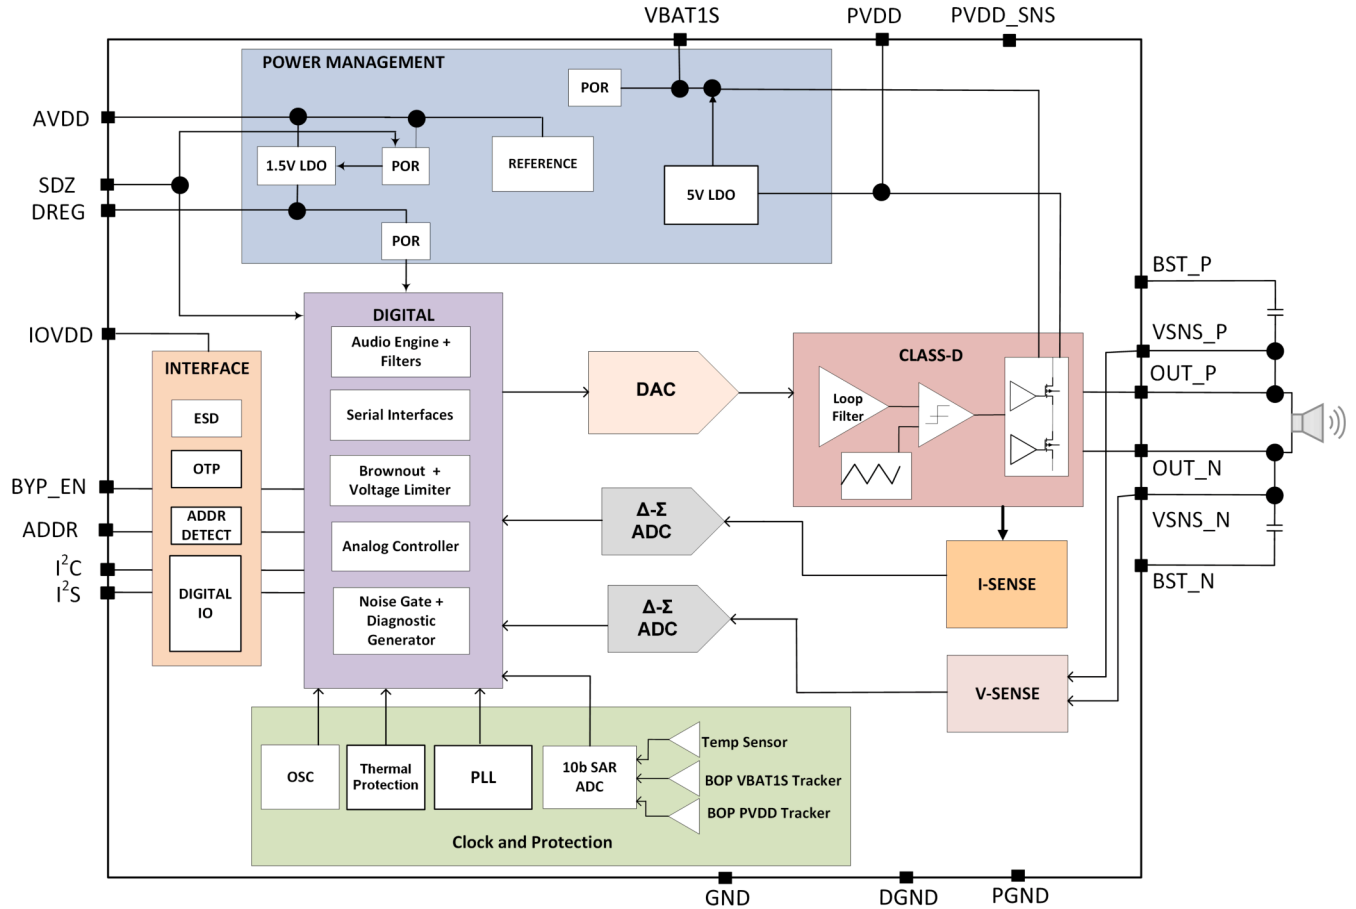 VBAT1S
PVDD
PVDD_SNS
POWER MANAGEMENT
POR
AVDD
1.5V LDO
POR
REFERENCE
SDZ
5V LDO
DREG
POR
BST_P
DIGITAL
IOVDD
VSNS_P
Audio Engine +
Filters
CLASS-D
INTERFACE
OUT_P
DAC
Loop
Filter
ESD
Serial Interfaces
OTP
Brownout +
Voltage Limiter
OUT_N
BYP_EN
VSNS_N
ADDR
ADDR
DETECT
Δ-Σ
ADC
Analog Controller
I²C
I²S
DIGITAL
IO
I-SENSE
BST_N
Noise Gate +
Diagnostic
Generator
Δ-Σ
ADC
V-SENSE
OSC
Thermal
Protection
PLL
10b SAR
ADC
Temp Sensor
BOP VBAT1S Tracker
BOP PVDD Tracker
Clock and Protection
GND
DGND
PGND